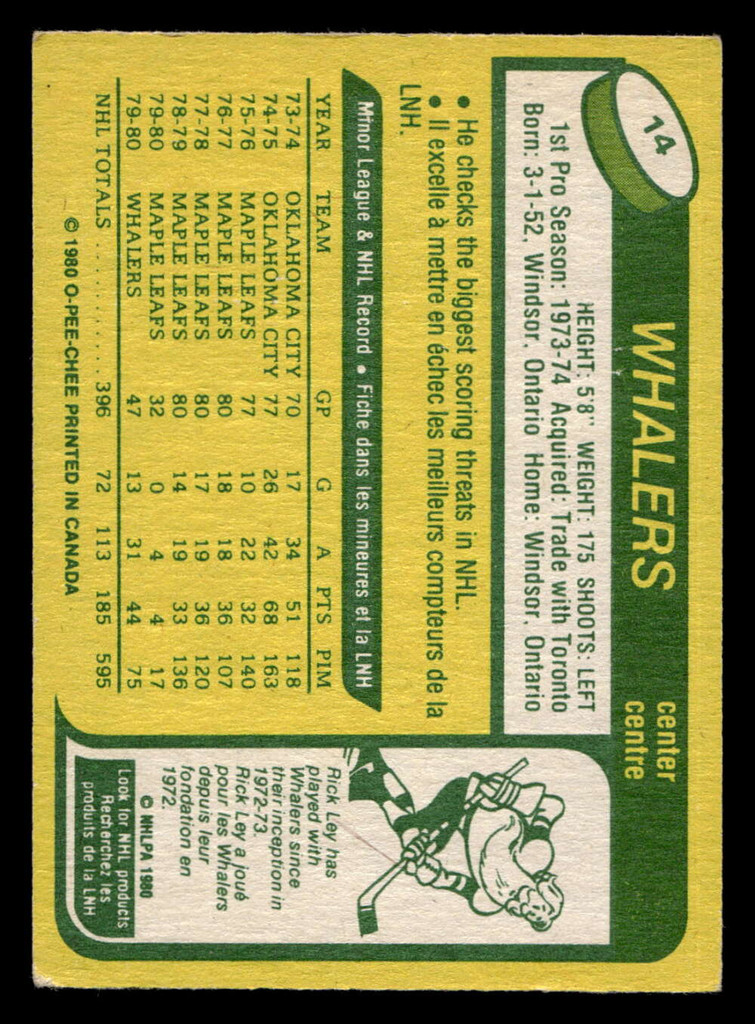 14
WHALERS
center
centre
HEIGHT: 5'8" WEIGHT: 175 SHOOTS: LEFT
1st Pro Season: 1973-74 Acquired: Trade with Toronto
Born: 3-1-52, Windsor, Ontario Home: Windsor, Ontario
• He checks the biggest scoring threats in NHL.
• Il excelle à mettre en échec les meilleurs compteurs de la
LNH.
Minor League & NHL Record • Fiche dans les mineures et la LNH
YEAR TEAM GP G A PTS PIM
73-74 OKLAHOMA CITY 70 17 34 51 118
74-75 OKLAHOMA CITY 77 26 42 68 163
75-76 MAPLE LEAFS 77 10 22 32 140
76-77 MAPLE LEAFS 80 18 18 36 107
77-78 MAPLE LEAFS 80 17 19 36 120
78-79 MAPLE LEAFS 80 14 19 33 136
79-80 MAPLE LEAFS 32 0 4 4 17
79-80 WHALERS 47 13 31 44 75
NHL TOTALS .......... 396 72 113 185 595
© 1980 O-PEE-CHEE PRINTED IN CANADA
Rick Ley has
played with
Whalers since
their inception in
1972-73.
Rick Ley a joué
pour les Whalers
depuis leur
fondation en
1972.
© NHLPA 1980
Look for NHL products
Recherchez les
produits de la LNH